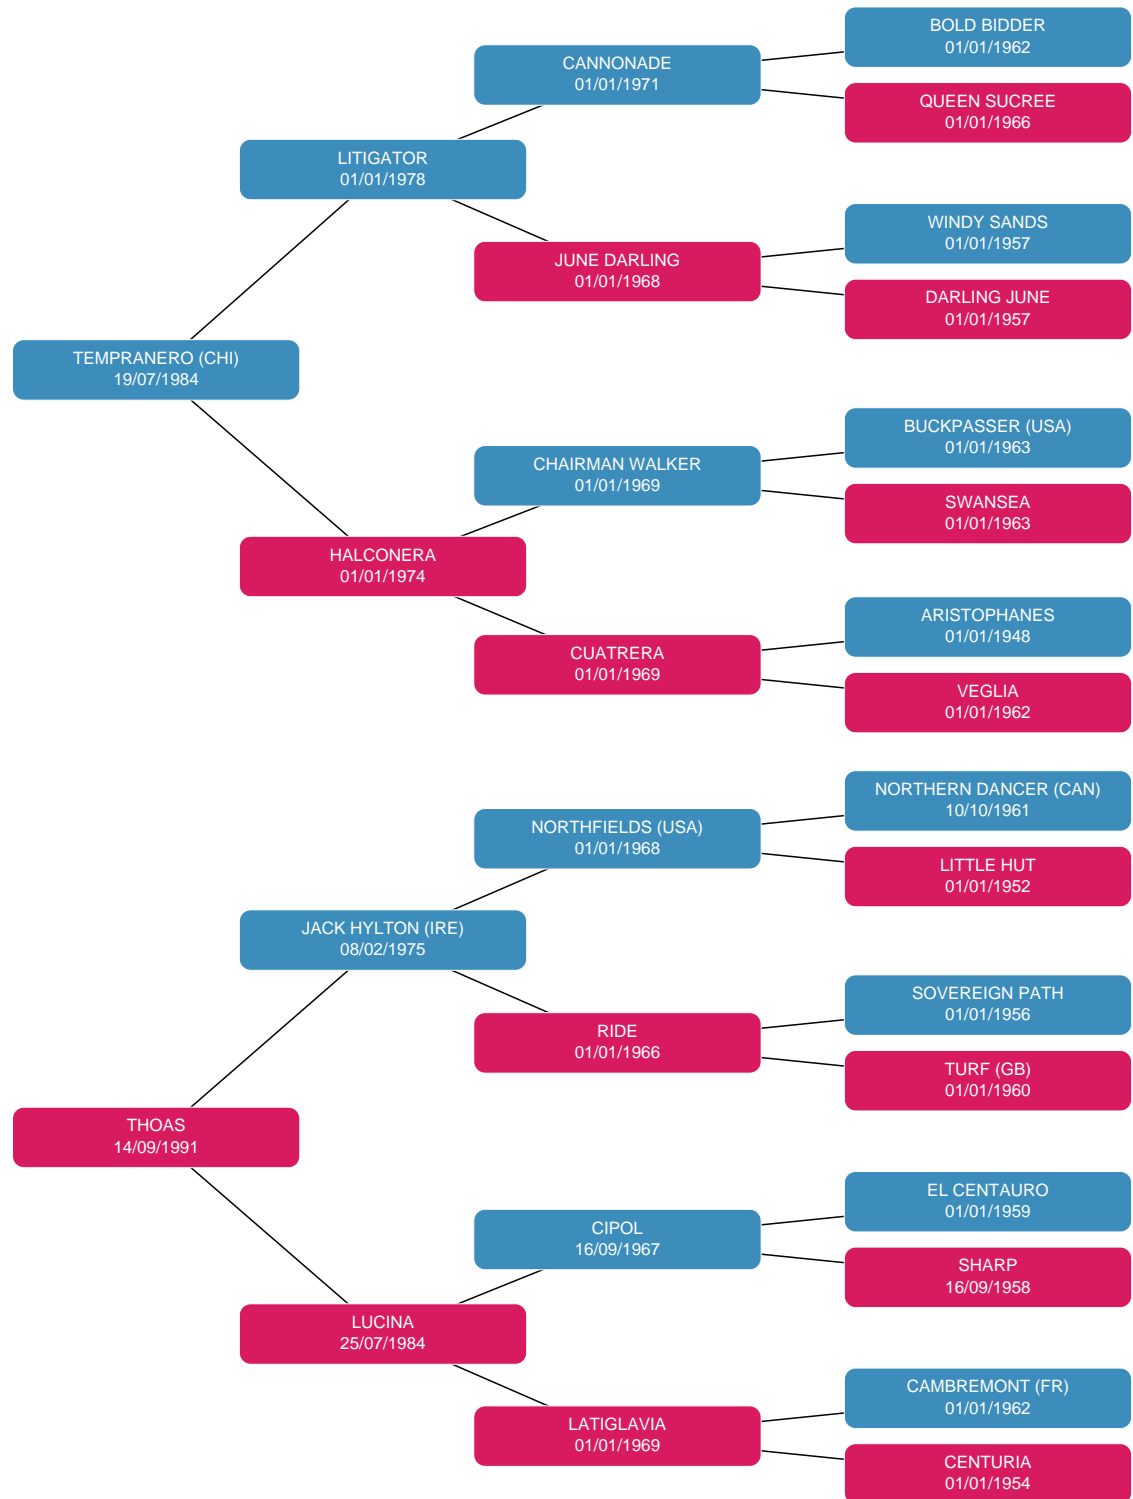 BOLD BIDDER
01/01/1962
CANNONADE
01/01/1971
QUEEN SUCREE
01/01/1966
LITIGATOR
01/01/1978
WINDY SANDS
01/01/1957
JUNE DARLING
01/01/1968
DARLING JUNE
01/01/1957
TEMPRANERO (CHI)
19/07/1984
BUCKPASSER (USA)
01/01/1963
CHAIRMAN WALKER
01/01/1969
SWANSEA
01/01/1963
HALCONERA
01/01/1974
ARISTOPHANES
01/01/1948
CUATRERA
01/01/1969
VEGLIA
01/01/1962
NORTHERN DANCER (CAN)
10/10/1961
NORTHFIELDS (USA)
01/01/1968
LITTLE HUT
01/01/1952
JACK HYLTON (IRE)
08/02/1975
SOVEREIGN PATH
01/01/1956
RIDE
01/01/1966
TURF (GB)
01/01/1960
THOAS
14/09/1991
EL CENTAURO
01/01/1959
CIPOL
16/09/1967
SHARP
16/09/1958
LUCINA
25/07/1984
CAMBREMONT (FR)
01/01/1962
LATIGLAVIA
01/01/1969
CENTURIA
01/01/1954